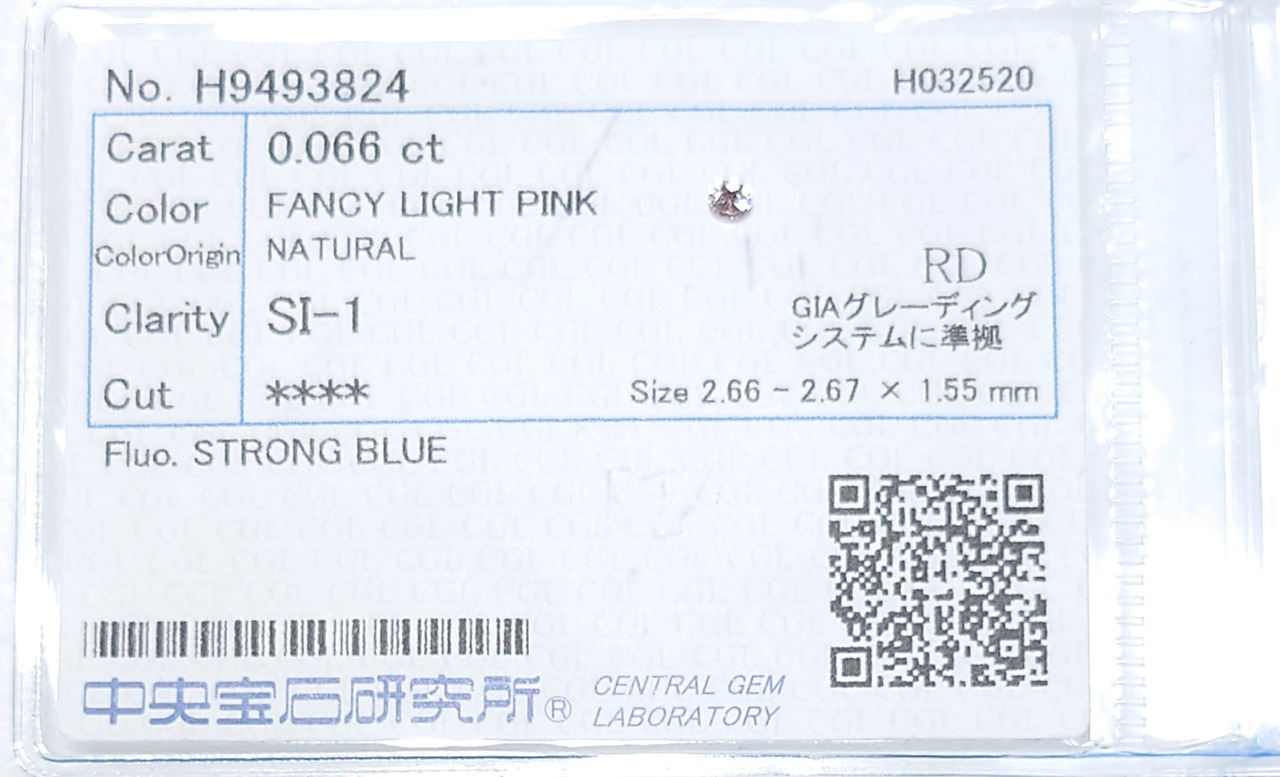 No. H9493824 H032520
Carat 0.066 ct
Color FANCY LIGHT PINK
ColorOrigin NATURAL
RD
Clarity SI-1
GIAグレーディング
システムに準拠
Cut ****
Size 2.66 ~ 2.67 × 1.55 mm
Fluo. STRONG BLUE
中央宝石研究所®
CENTRAL GEM
LABORATORY